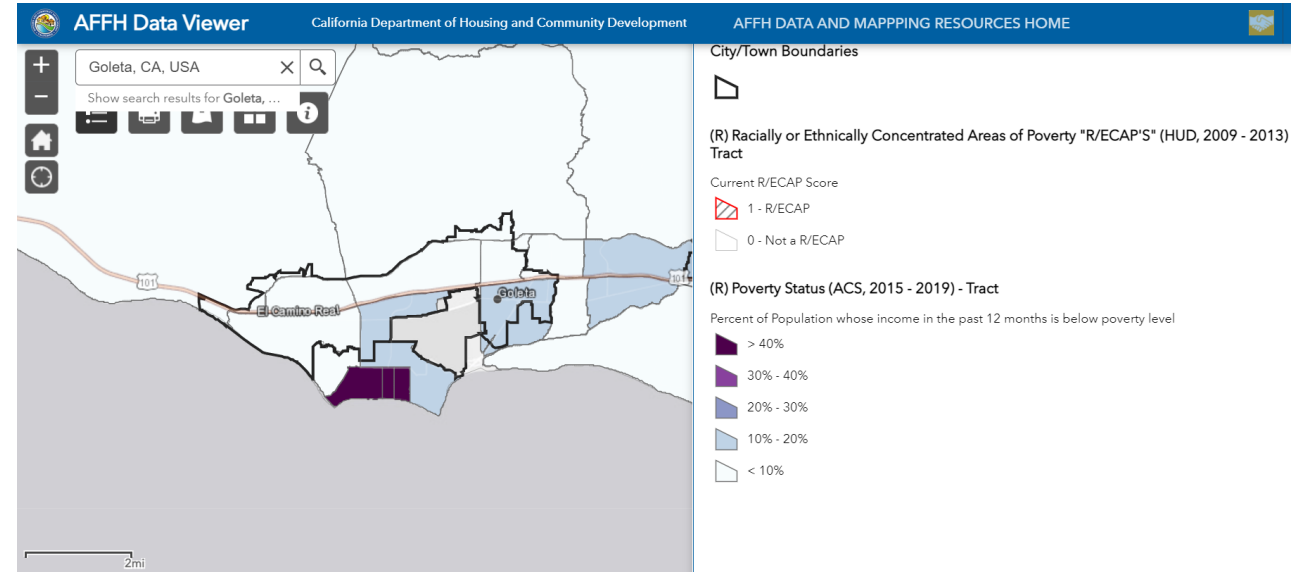 AFFH Data Viewer
California Department of Housing and Community Development
AFFH DATA AND MAPPPING RESOURCES HOME
+
Goleta, CA, USA
−
Show search results for Goleta, ...
i
101
El Camino Real
Goleta
101
2mi
City/Town Boundaries
(R) Racially or Ethnically Concentrated Areas of Poverty "R/ECAP'S" (HUD, 2009 - 2013)
Tract
Current R/ECAP Score
1 - R/ECAP
0 - Not a R/ECAP
(R) Poverty Status (ACS, 2015 - 2019) - Tract
Percent of Population whose income in the past 12 months is below poverty level
> 40%
30% - 40%
20% - 30%
10% - 20%
< 10%